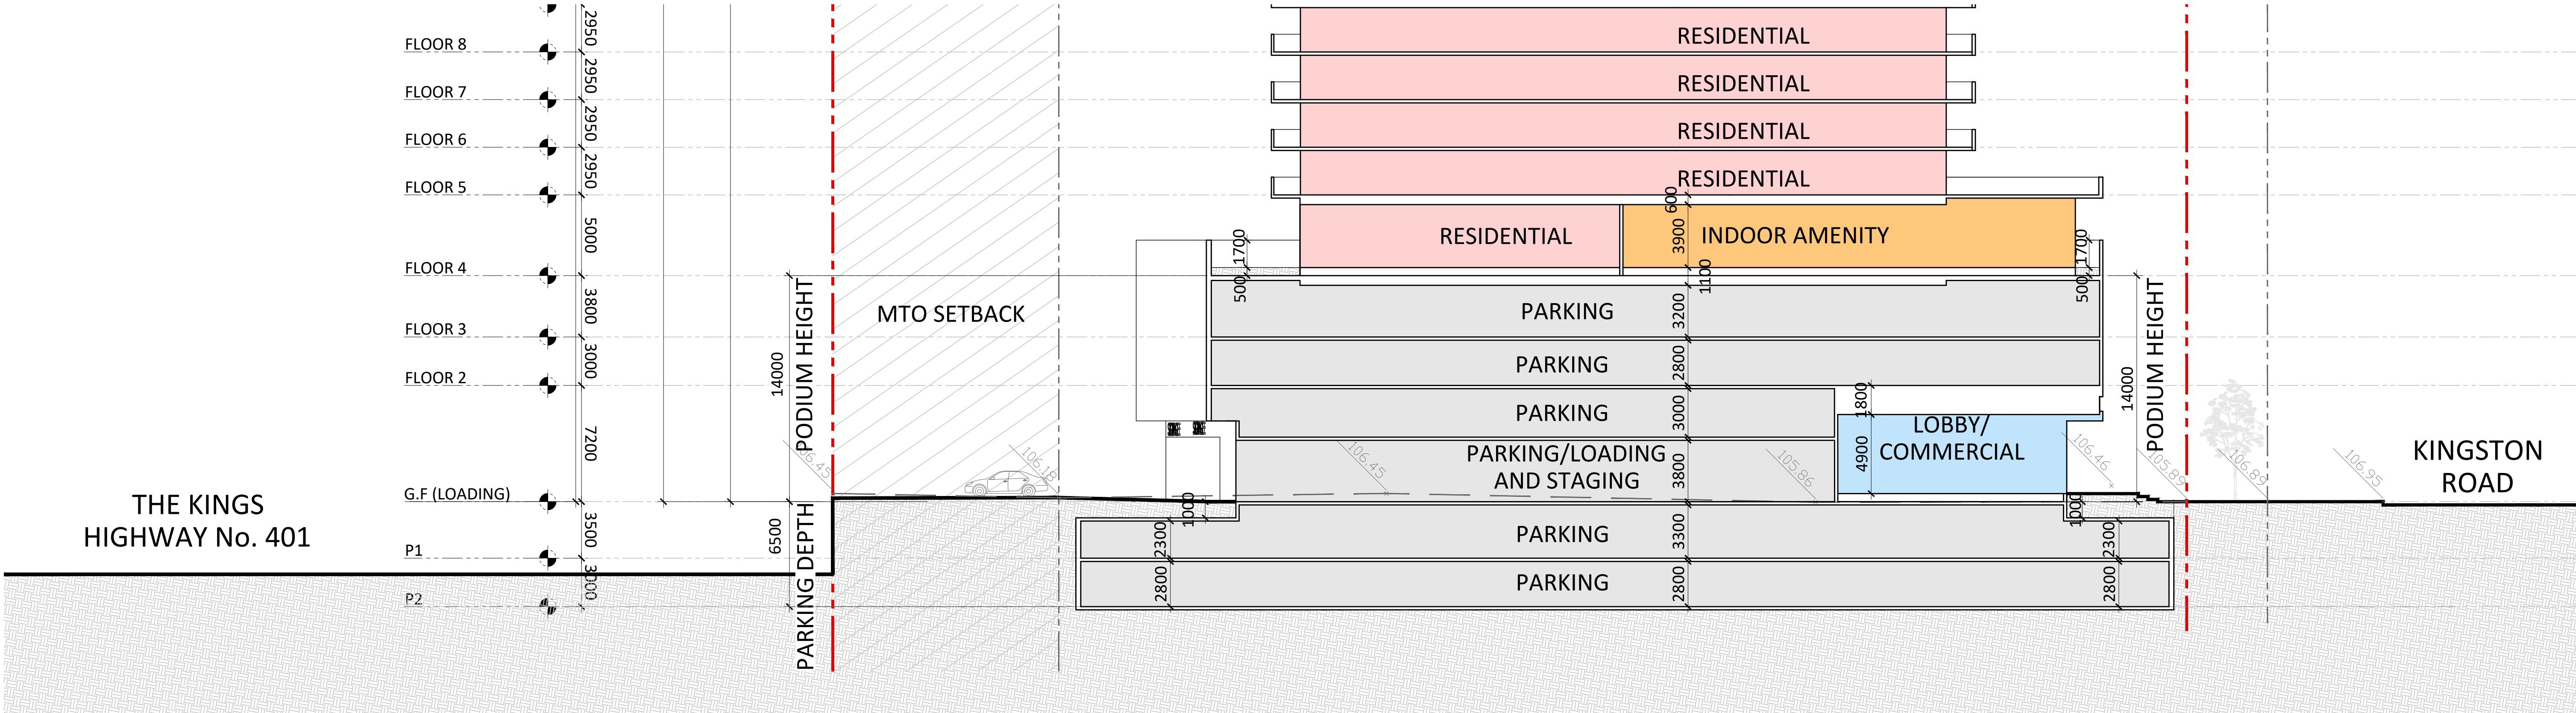 2950
FLOOR 8
2950
FLOOR 7
2950
FLOOR 6
2950
FLOOR 5
5000
FLOOR 4
3800
FLOOR 3
3000
FLOOR 2
7200
G.F (LOADING)
3500
P1
3000
P2
THE KINGS
HIGHWAY No. 401
14000
PODIUM HEIGHT
6500
PARKING DEPTH
MTO SETBACK
106.45
106.18
RESIDENTIAL
RESIDENTIAL
RESIDENTIAL
RESIDENTIAL
600
RESIDENTIAL
3900
INDOOR AMENITY
1700
1700
500
1100
500
PARKING
3200
PARKING
2800
PARKING
3000
1800
PARKING/LOADING
AND STAGING
3800
4900
LOBBY/
COMMERCIAL
106.45
105.86
1000
1000
2300
PARKING
3300
2300
2800
PARKING
2800
2800
14000
PODIUM HEIGHT
106.46
105.89
106.89
106.95
KINGSTON
ROAD